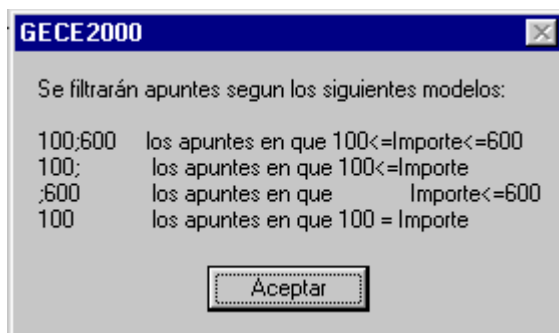 GECE2000
Se filtrarán apuntes segun los siguientes modelos:
100;600 los apuntes en que 100<=Importe<=600
100; los apuntes en que 100<=Importe
;600 los apuntes en que Importe<=600
100 los apuntes en que 100 = Importe
Aceptar